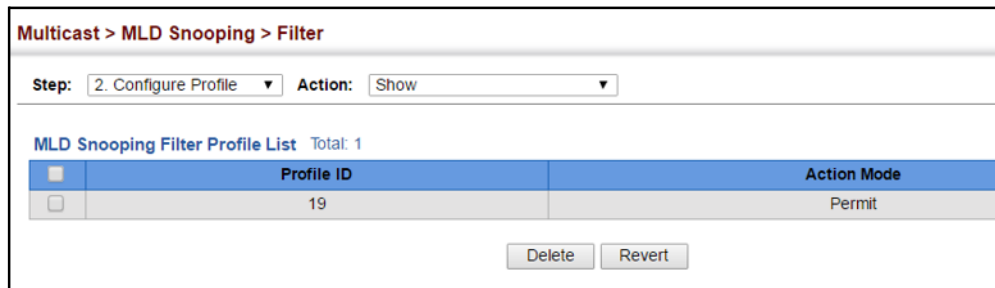 Multicast > MLD Snooping > Filter
Step: 2. Configure Profile Action: Show
MLD Snooping Filter Profile List Total: 1
Profile ID Action Mode
19 Permit
Delete Revert